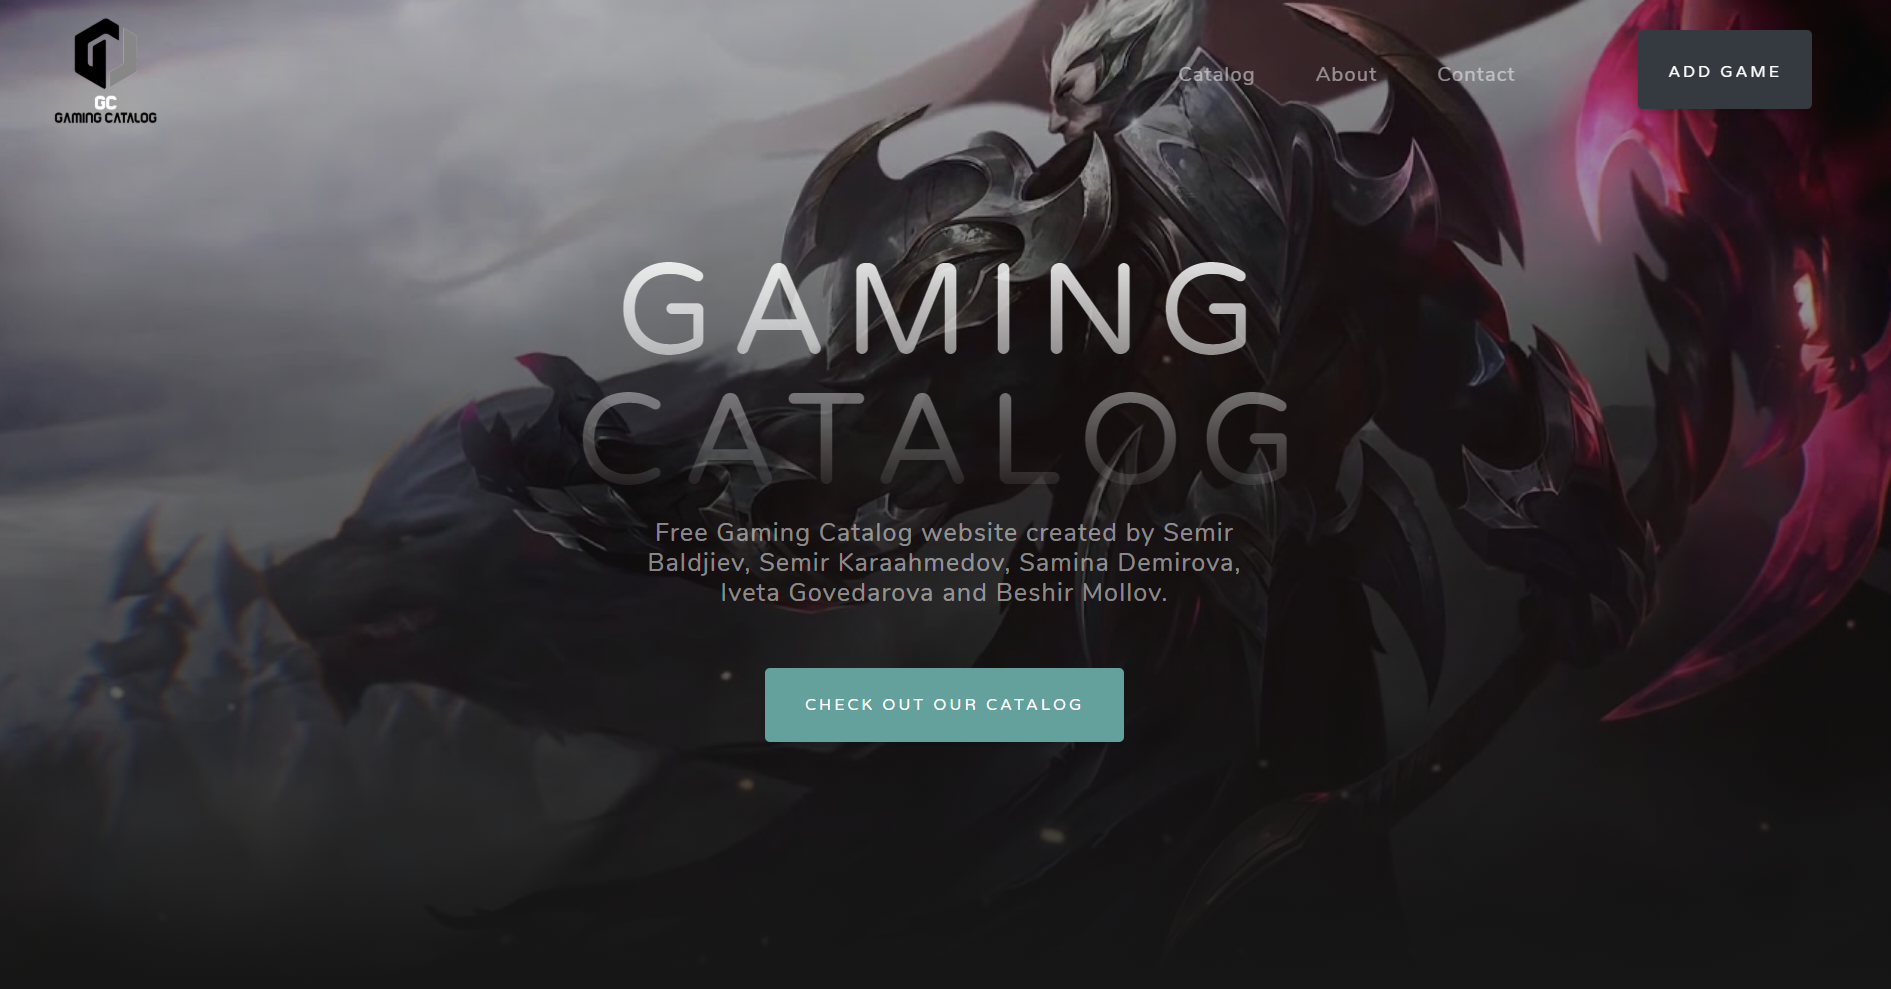 GC
GAMING CATALOG
Catalog
About
Contact
ADD GAME
GAMING
CATALOG
Free Gaming Catalog website created by Semir
Baldjiev, Semir Karaahmedov, Samina Demirova,
Iveta Govedarova and Beshir Mollov.
CHECK OUT OUR CATALOG